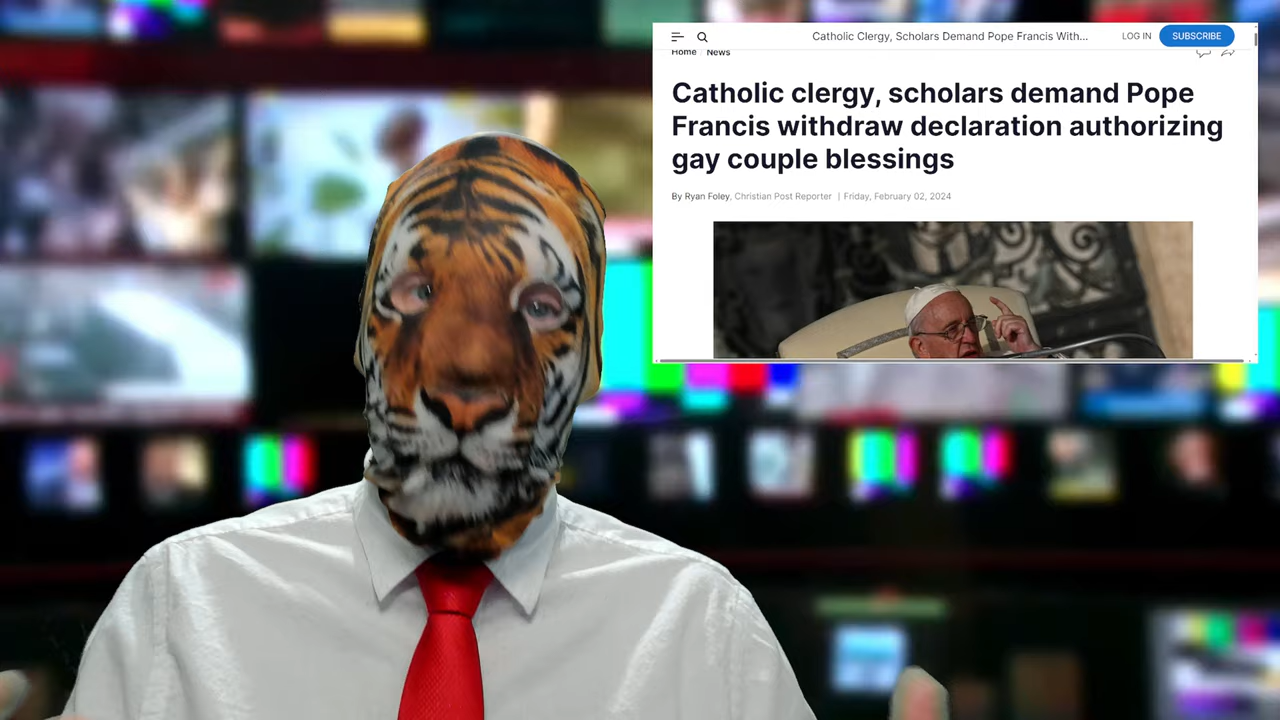 Catholic Clergy, Scholars Demand Pope Francis With...
LOG IN
SUBSCRIBE
Home News
Catholic clergy, scholars demand Pope
Francis withdraw declaration authorizing
gay couple blessings
By Ryan Foley, Christian Post Reporter | Friday, February 02, 2024